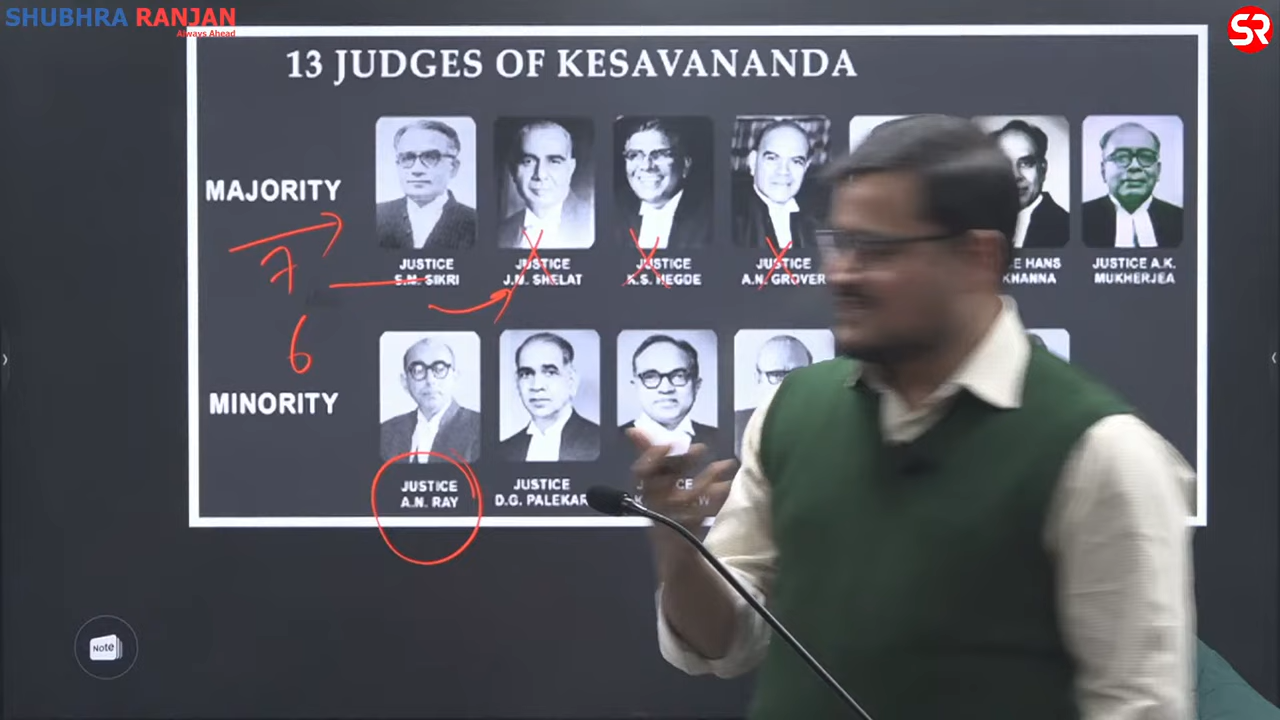 SHUBHRA RANJAN
Always Ahead
SR
13 JUDGES OF KESAVANANDA
MAJORITY
7
JUSTICE
S.M. SIKRI
JUSTICE
J.M. SHELAT
JUSTICE
K.S. HEGDE
JUSTICE
A.N. GROVER
HANS
KHANNA
JUSTICE A.K.
MUKHERJEA
6
MINORITY
JUSTICE
A.N. RAY
JUSTICE
D.G. PALEKAR
Note